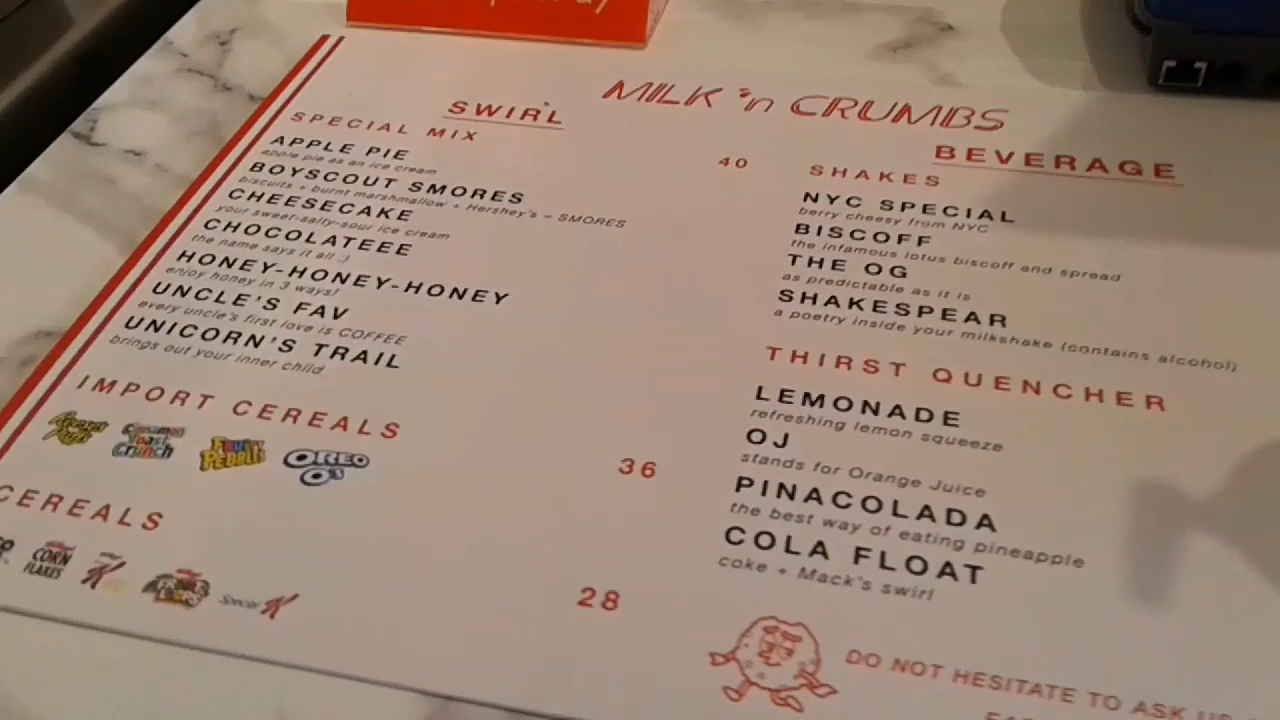 MILK 'n CRUMBS
SWIRL
SPECIAL MIX 40
APPLE PIE
apple pie as an ice cream
BOYSCOUT SMORES
biscuits + burnt marshmallow + Hershey's = SMORES
CHEESECAKE
your sweet-salty-sour ice cream
CHOCOLATEEE
the name says it all :)
HONEY-HONEY-HONEY
enjoy honey in 3 ways!
UNCLE'S FAV
every uncle's first love is COFFEE
UNICORN'S TRAIL
brings out your inner child
IMPORT CEREALS
Reeses Puffs Cinnamon Toast Crunch Fruity PEBBLES OREO O's
36
CEREALS
CORN FLAKES K FROOT LOOPS Special K
28
BEVERAGE
SHAKES
NYC SPECIAL
berry cheesy from NYC
BISCOFF
the infamous lotus biscoff and spread
THE OG
as predictable as it is
SHAKESPEAR
a poetry inside your milkshake (contains alcohol)
THIRST QUENCHER
LEMONADE
refreshing lemon squeeze
OJ
stands for Orange Juice
PINACOLADA
the best way of eating pineapple
COLA FLOAT
coke + Mack's swirl
DO NOT HESITATE TO ASK US